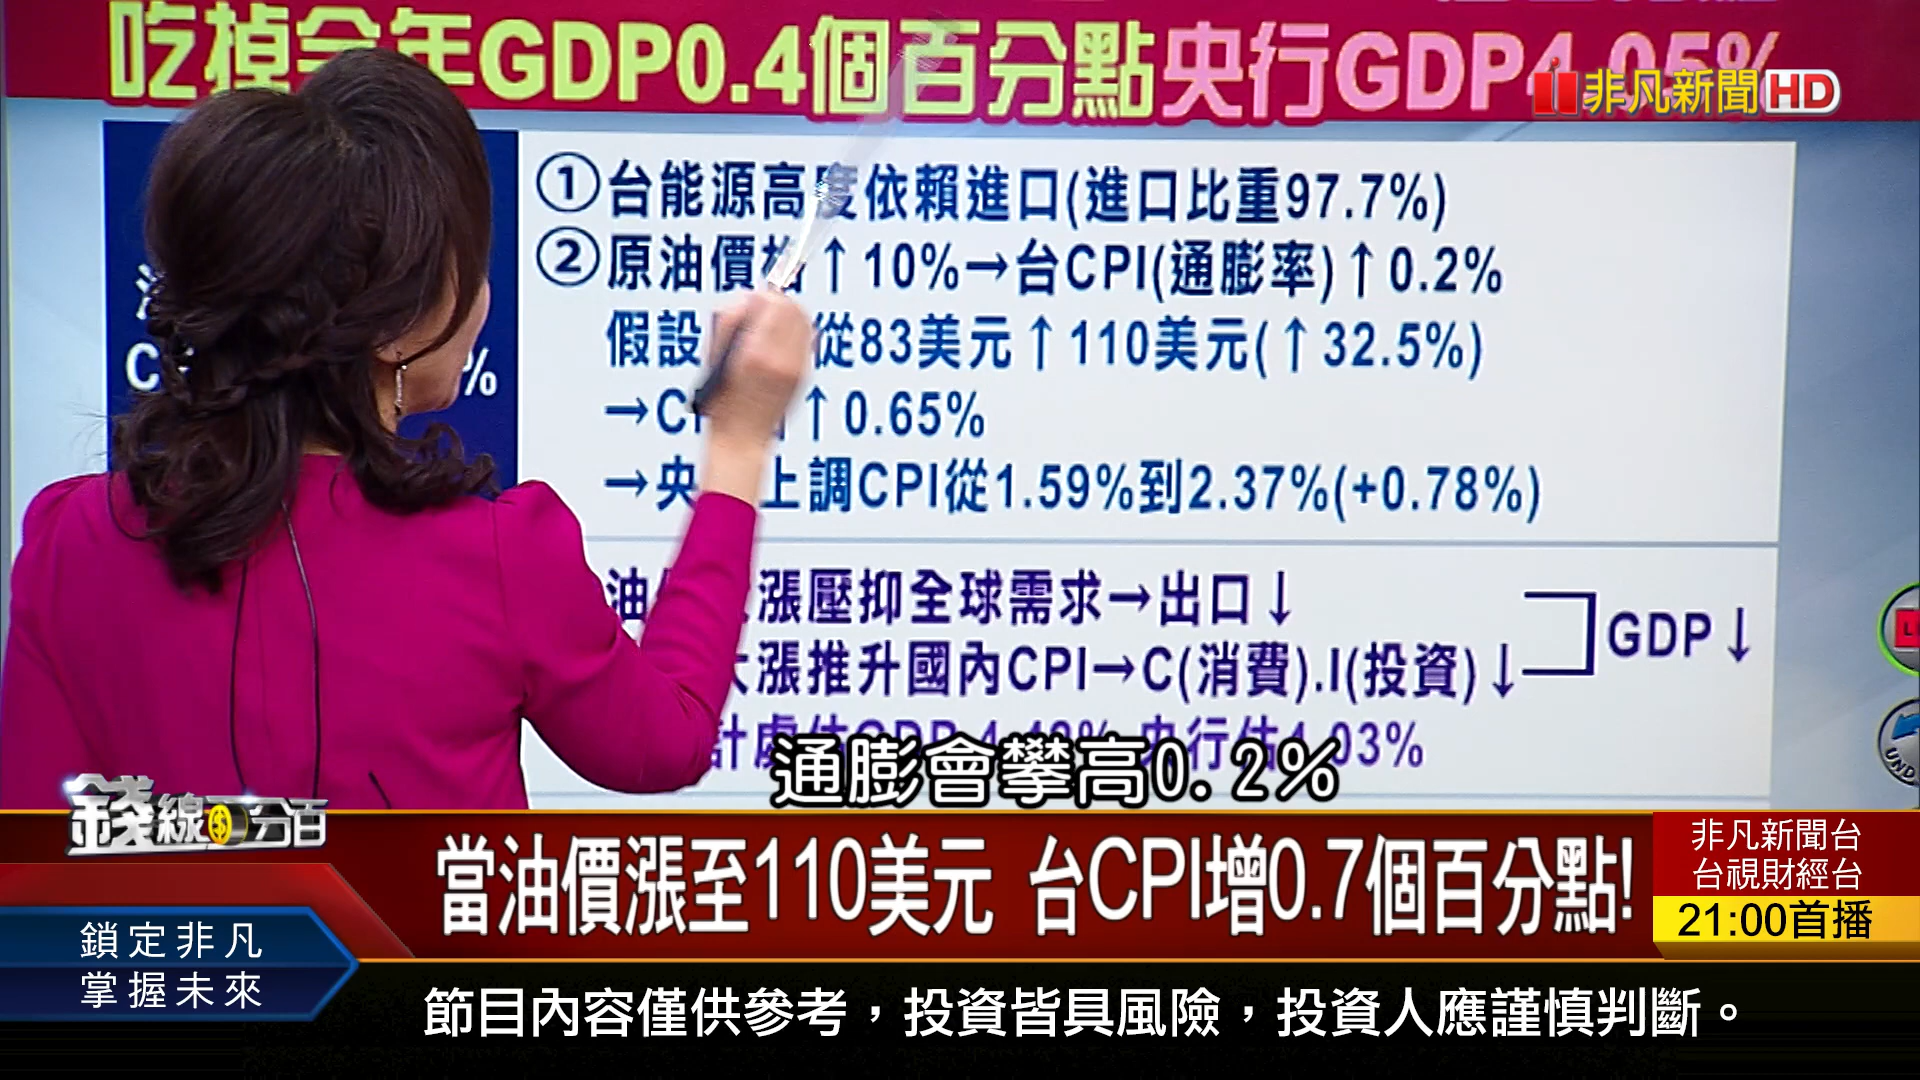 吃掉今年GDP0.4個百分點央行GDP4.05%
非凡新聞HD
①台能源高度依賴進口(進口比重97.7%)
②原油價格↑10%→台CPI(通膨率)↑0.2%
假設 從83美元↑110美元(↑32.5%)
→C ↑0.65%
→央 上調CPI從1.59%到2.37%(+0.78%)
C %
油 漲壓抑全球需求→出口↓
大漲推升國內CPI→C(消費).I(投資)↓
GDP↓
計處估GDP 央行估4.03%
通膨會攀高0.2%
錢線百分百
當油價漲至110美元 台CPI增0.7個百分點!
非凡新聞台
台視財經台
21:00首播
鎖定非凡
掌握未來
節目內容僅供參考，投資皆具風險，投資人應謹慎判斷。